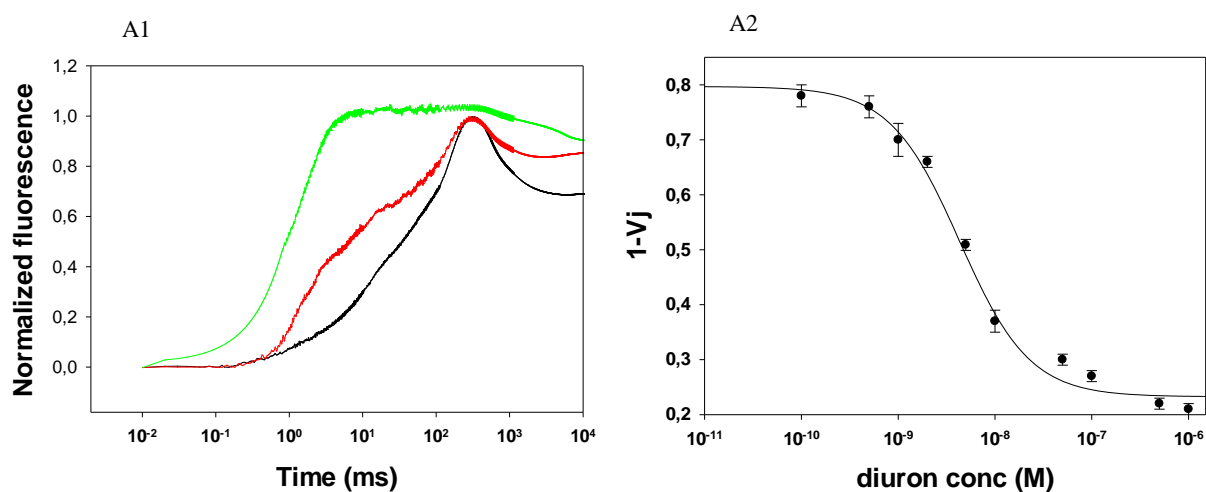 A1
1,2
1,0
0,8
0,6
0,4
0,2
0,0
Normalized fluorescence
10-2 10-1 100 101 102 103 104
Time (ms)
A2
0,8
0,7
0,6
0,5
0,4
0,3
0,2
1-Vj
10-11 10-10 10-9 10-8 10-7 10-6
diuron conc (M)